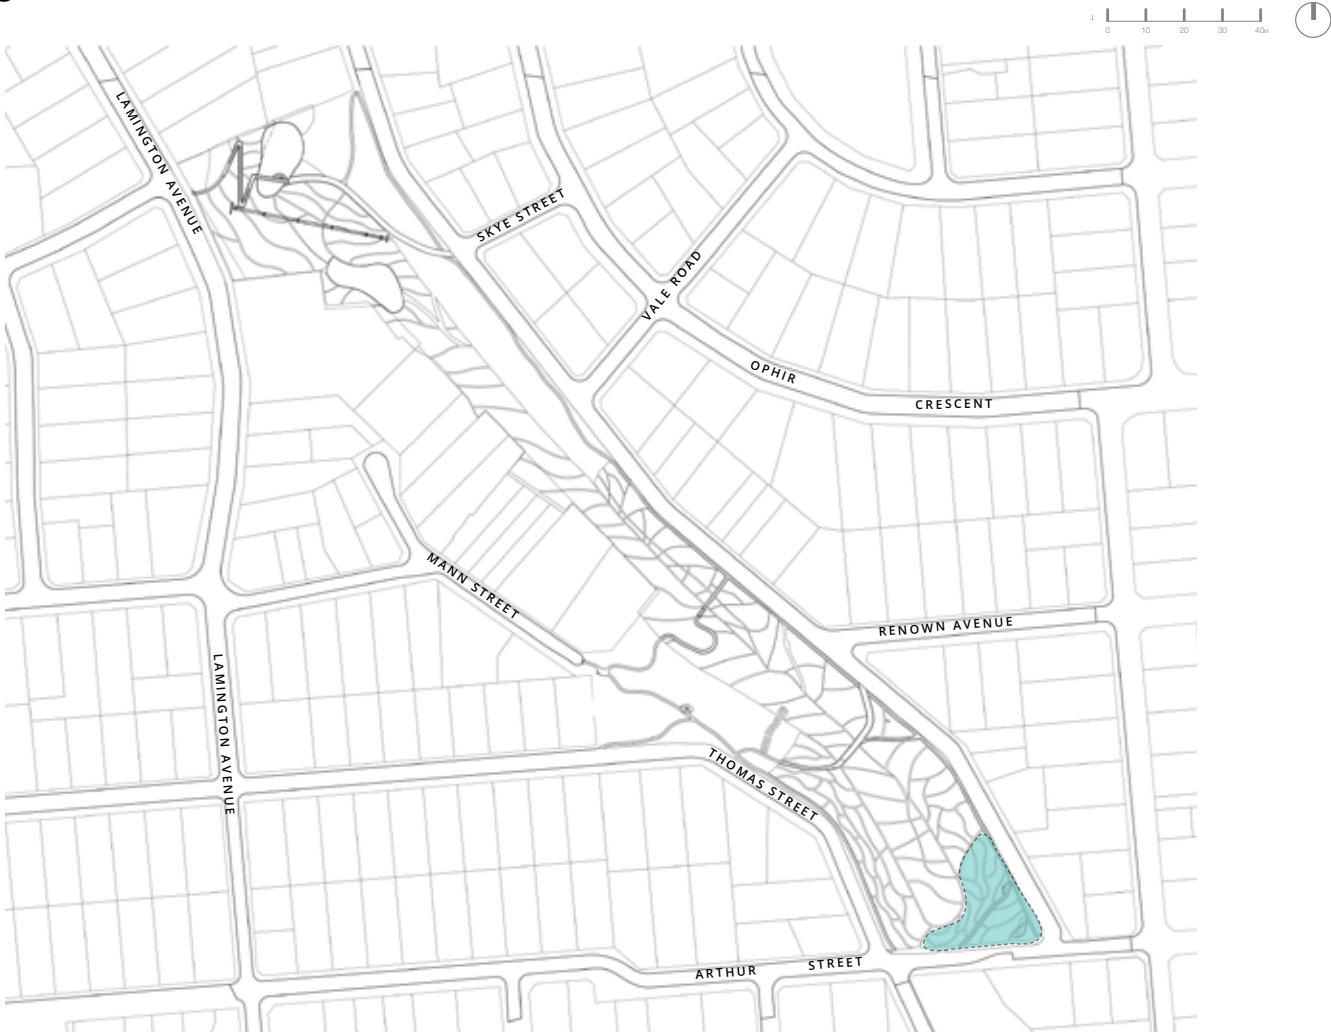 0 10 20 30 40M
LAMINGTON AVENUE
SKYE STREET
VALE ROAD
OPHIR
CRESCENT
MANN STREET
RENOWN AVENUE
LAMINGTON AVENUE
THOMAS STREET
ARTHUR STREET